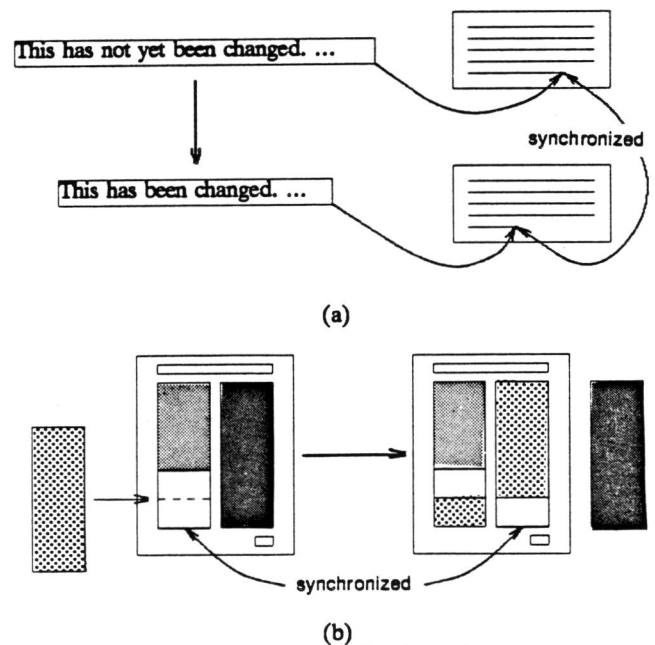 This has not yet been changed. ...
synchronized
This has been changed. ...
(a)
synchronized
(b)